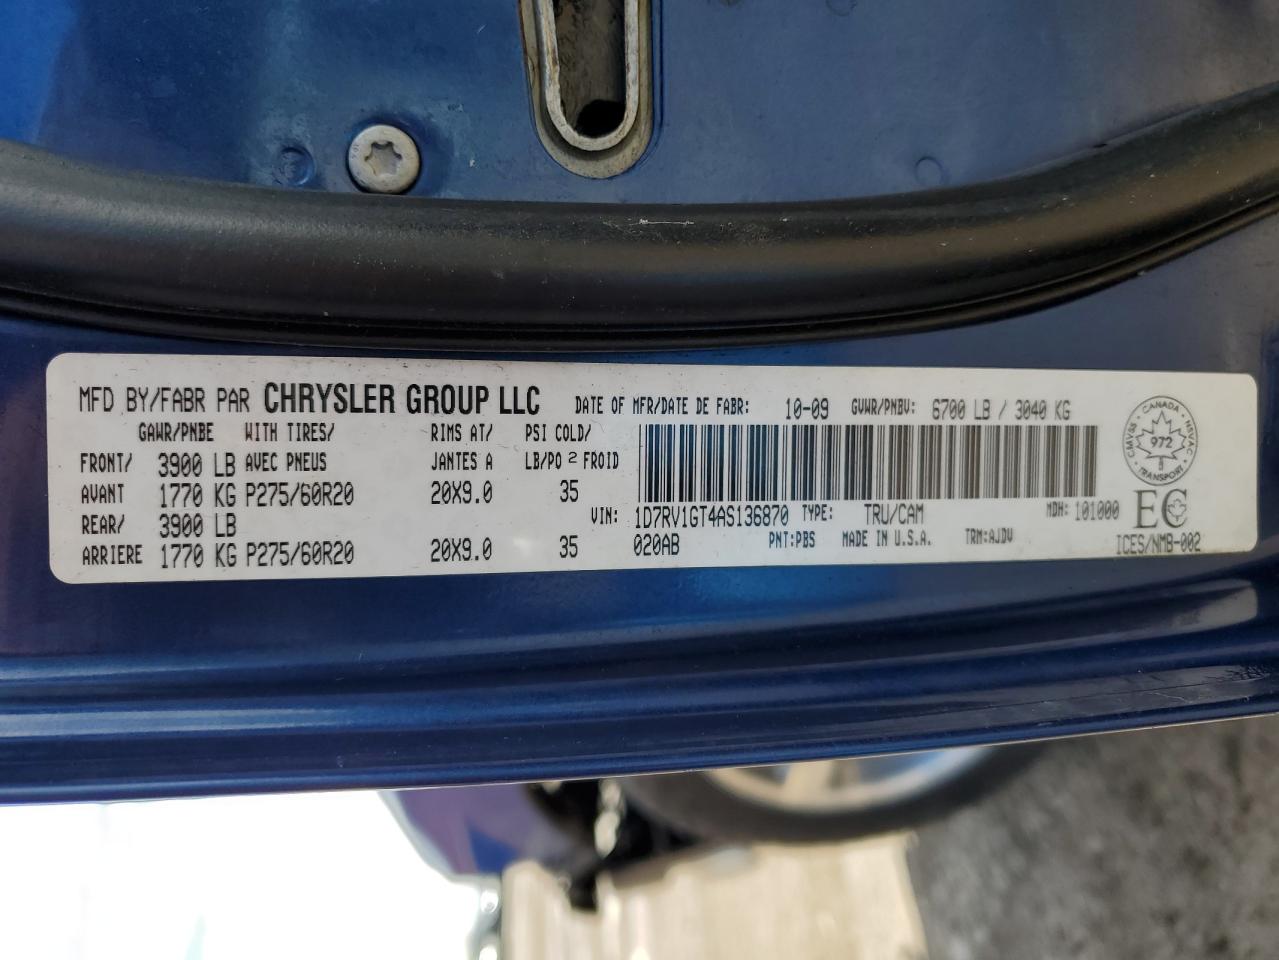 MFD BY/FABR PAR CHRYSLER GROUP LLC DATE OF MFR/DATE DE FABR: 10-09 GVWR/PNBV: 6700 LB / 3040 KG
GAWR/PNBE WITH TIRES/ RIMS AT/ PSI COLD/
FRONT/ 3900 LB AVEC PNEUS JANTES A LB/PO² FROID
AVANT 1770 KG P275/60R20 20X9.0 35
REAR/ 3900 LB VIN: 1D7RV1GT4AS136870 TYPE: TRU/CAM MDH: 101000
ARRIERE 1770 KG P275/60R20 20X9.0 35 020AB PNT:PBS MADE IN U.S.A. TRM:AJDV
CANADA
CMVSS NSVAC
972
TRANSPORT
EC
ICES/NMB-002